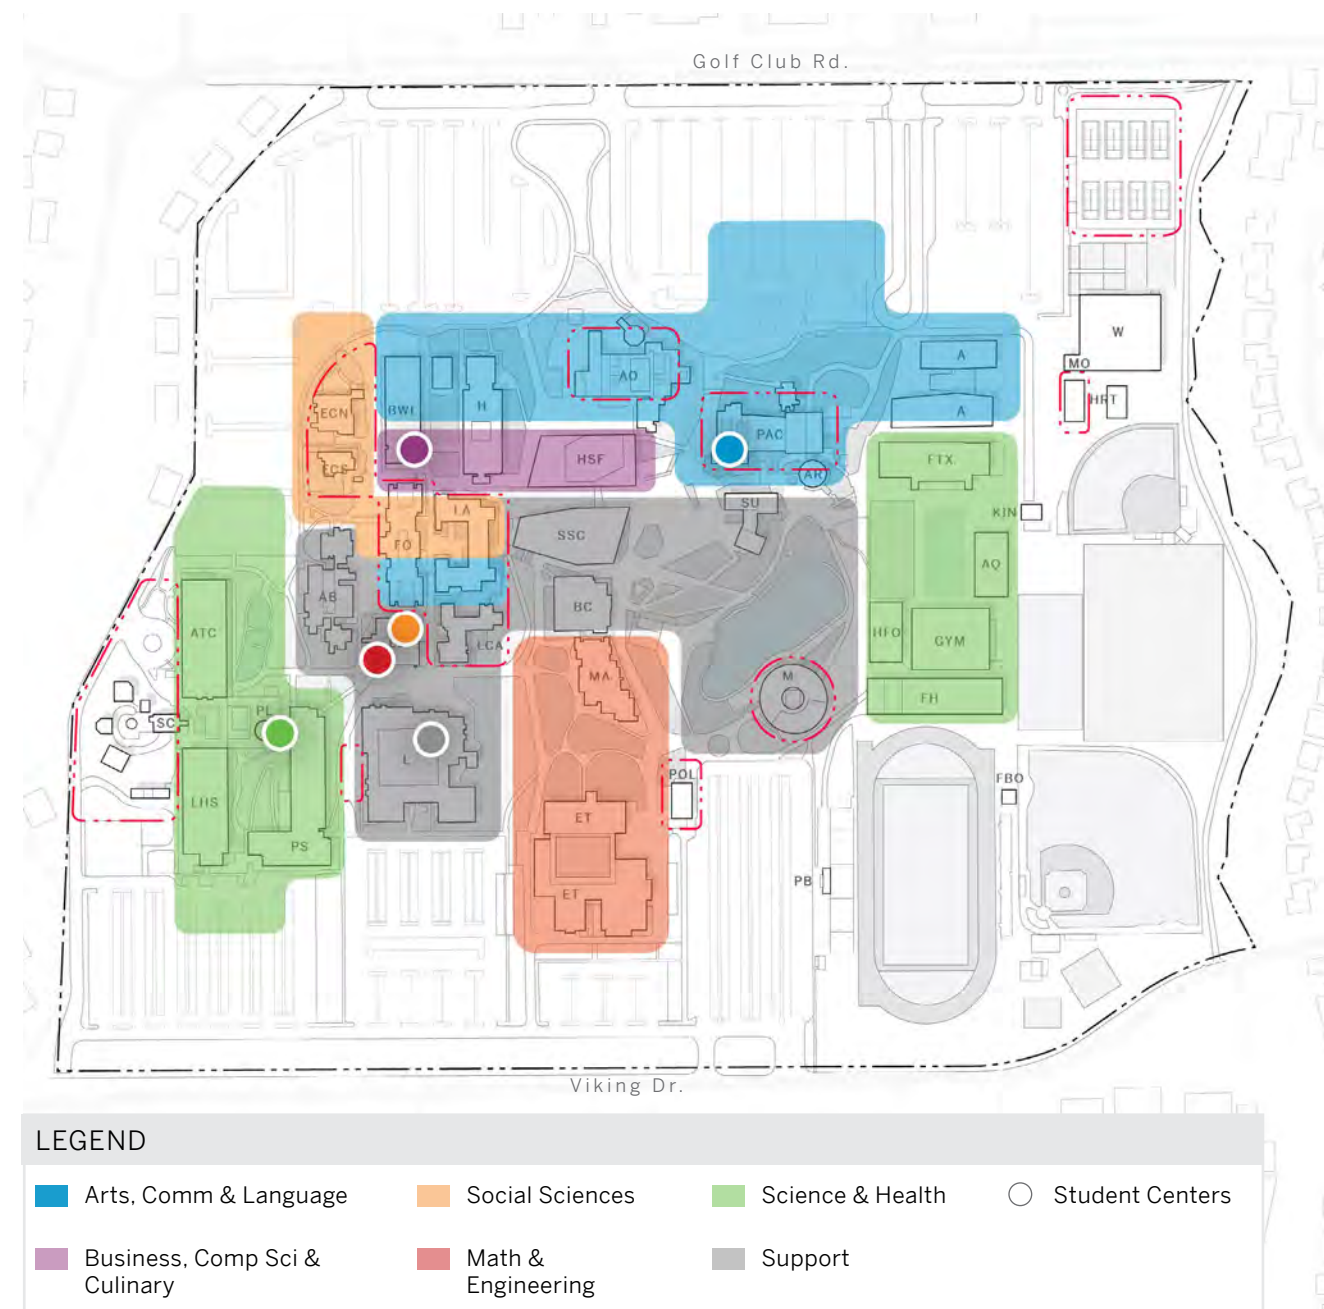 Golf Club Rd.
W
MO
HRT
A
A
AD
ECN
BWL
H
PAC
ECS
HSF
AR
FTX
SU
KIN
LA
FO
SSC
AQ
AB
BC
ATC
HFO
GYM
LCA
MA
M
FH
PL
SC
L
POL
FBO
LHS
ET
PS
PB
ET
Viking Dr.
LEGEND
Arts, Comm & Language
Social Sciences
Science & Health
Student Centers
Business, Comp Sci &
Culinary
Math &
Engineering
Support